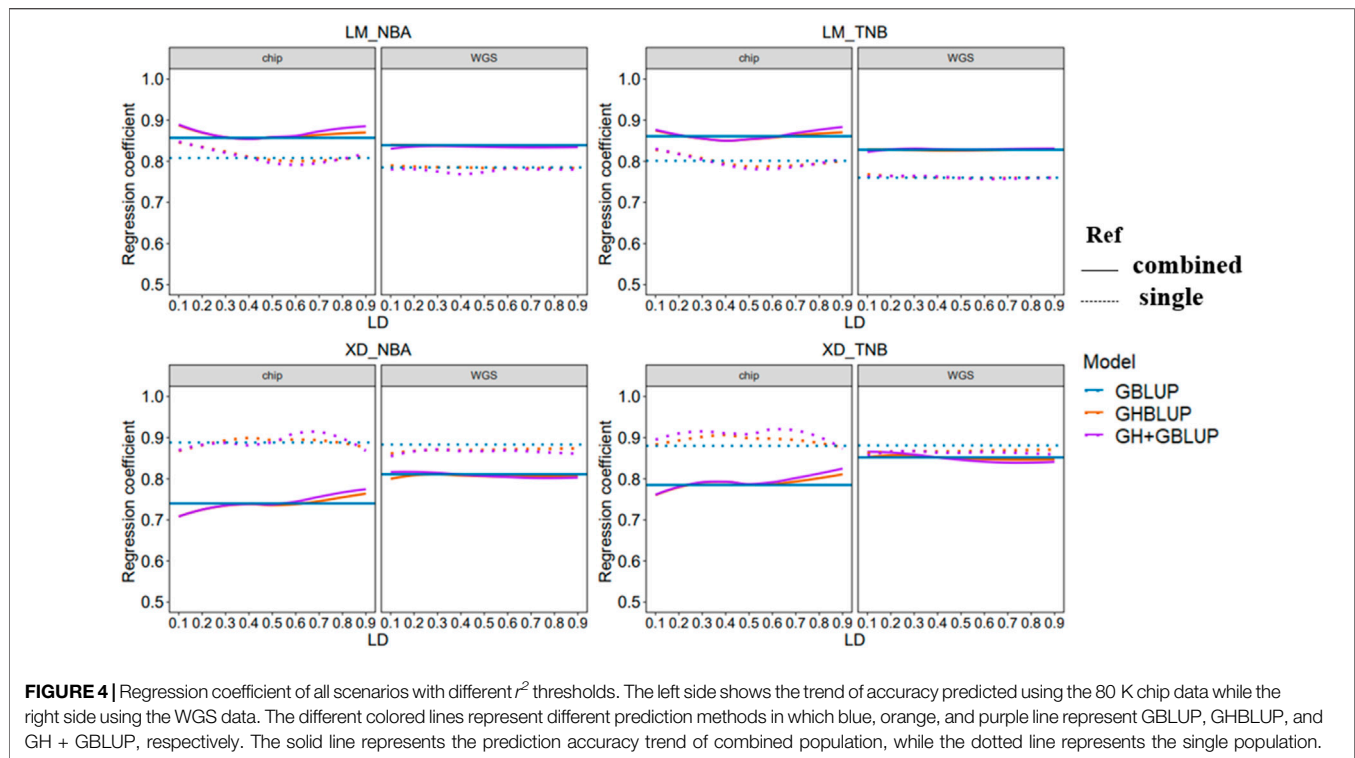 LM_NBA
chip WGS
Regression coefficient
1.0
0.9
0.8
0.7
0.6
0.5
0.1 0.2 0.3 0.4 0.5 0.6 0.7 0.8 0.9 0.1 0.2 0.3 0.4 0.5 0.6 0.7 0.8 0.9
LD
LM_TNB
chip WGS
Regression coefficient
1.0
0.9
0.8
0.7
0.6
0.5
0.1 0.2 0.3 0.4 0.5 0.6 0.7 0.8 0.9 0.1 0.2 0.3 0.4 0.5 0.6 0.7 0.8 0.9
LD
Ref
combined
single
XD_NBA
chip WGS
Regression coefficient
1.0
0.9
0.8
0.7
0.6
0.5
0.1 0.2 0.3 0.4 0.5 0.6 0.7 0.8 0.9 0.1 0.2 0.3 0.4 0.5 0.6 0.7 0.8 0.9
LD
XD_TNB
chip WGS
Regression coefficient
1.0
0.9
0.8
0.7
0.6
0.5
0.1 0.2 0.3 0.4 0.5 0.6 0.7 0.8 0.9 0.1 0.2 0.3 0.4 0.5 0.6 0.7 0.8 0.9
LD
Model
GBLUP
GHBLUP
GH+GBLUP
FIGURE 4 | Regression coefficient of all scenarios with different r² thresholds. The left side shows the trend of accuracy predicted using the 80 K chip data while the
right side using the WGS data. The different colored lines represent different prediction methods in which blue, orange, and purple line represent GBLUP, GHBLUP, and
GH + GBLUP, respectively. The solid line represents the prediction accuracy trend of combined population, while the dotted line represents the single population.